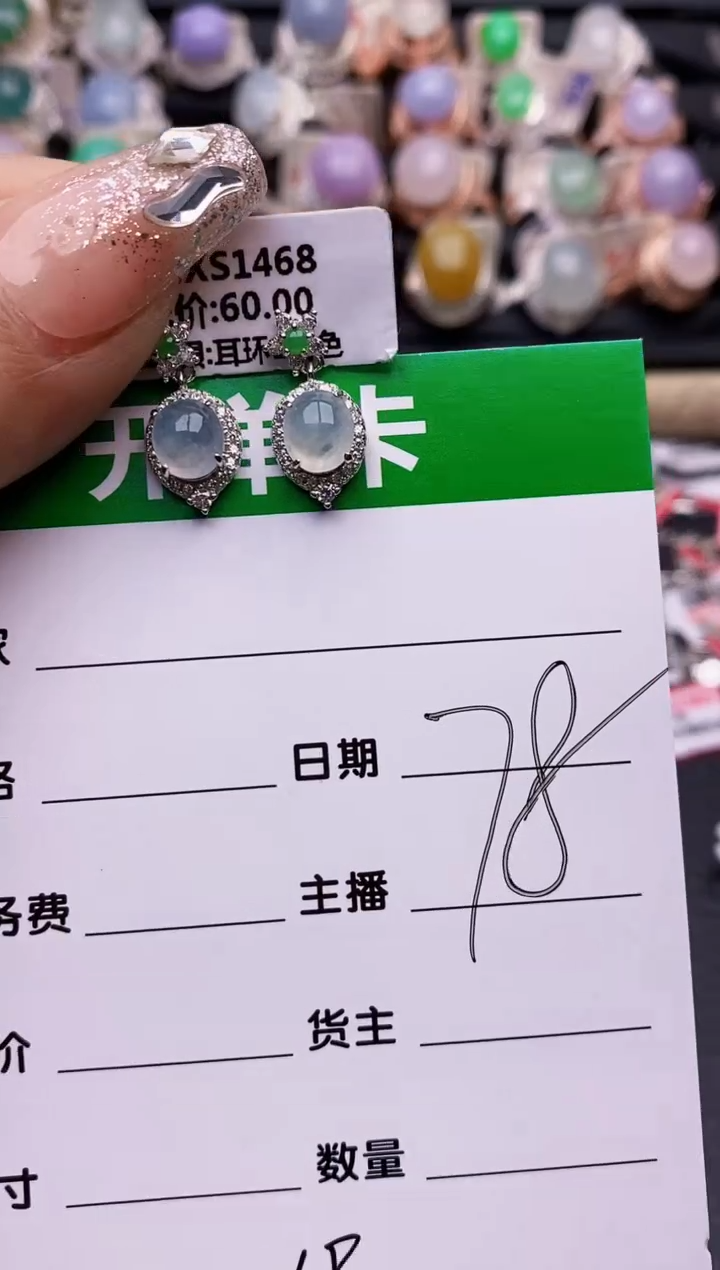 XS1468
价:60.00
:耳环 色
开单卡
日期
78
主播
务费
价
货主
寸
数量